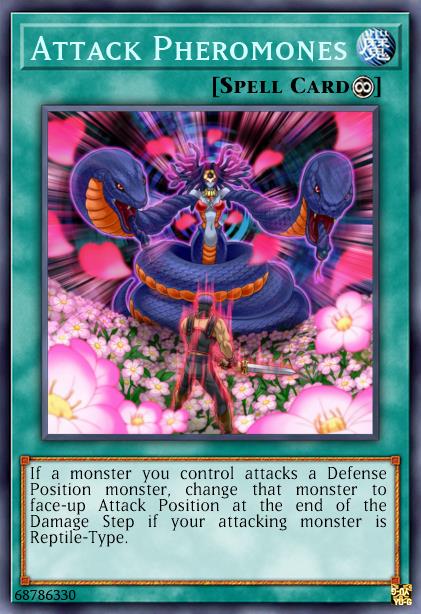 Attack Pheromones
魔
[Spell Card]
If a monster you control attacks a Defense
Position monster, change that monster to
face-up Attack Position at the end of the
Damage Step if your attacking monster is
Reptile-Type.
68786330